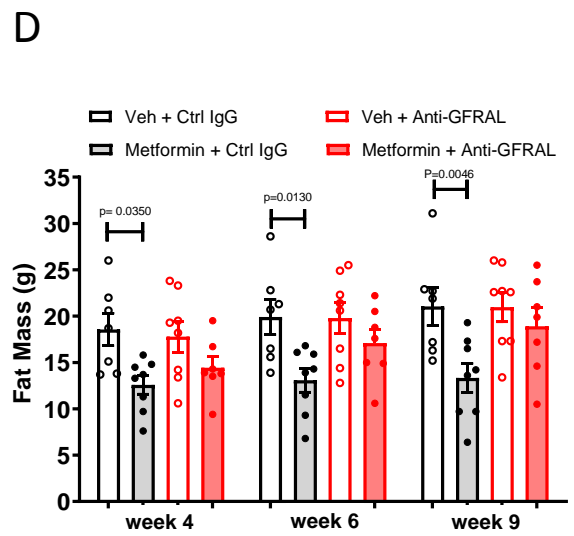 D
Veh + Ctrl IgG
Veh + Anti-GFRAL
Metformin + Ctrl IgG
Metformin + Anti-GFRAL
Fat Mass (g)
35
30
25
20
15
10
5
0
p= 0.0350
p=0.0130
P=0.0046
week 4
week 6
week 9